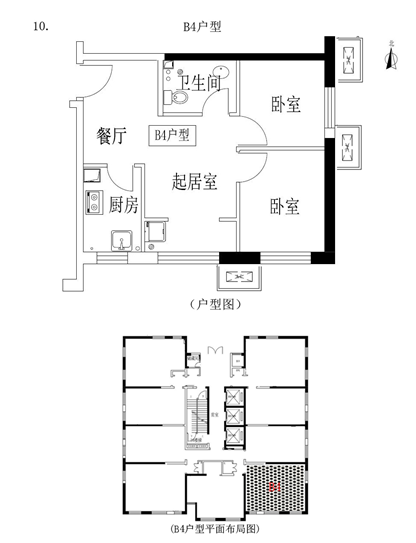 10.
B4户型
北
卫生间
卧室
餐厅
B4户型
起居室
卧室
厨房
(户型图)
(B4户型平面布局图)